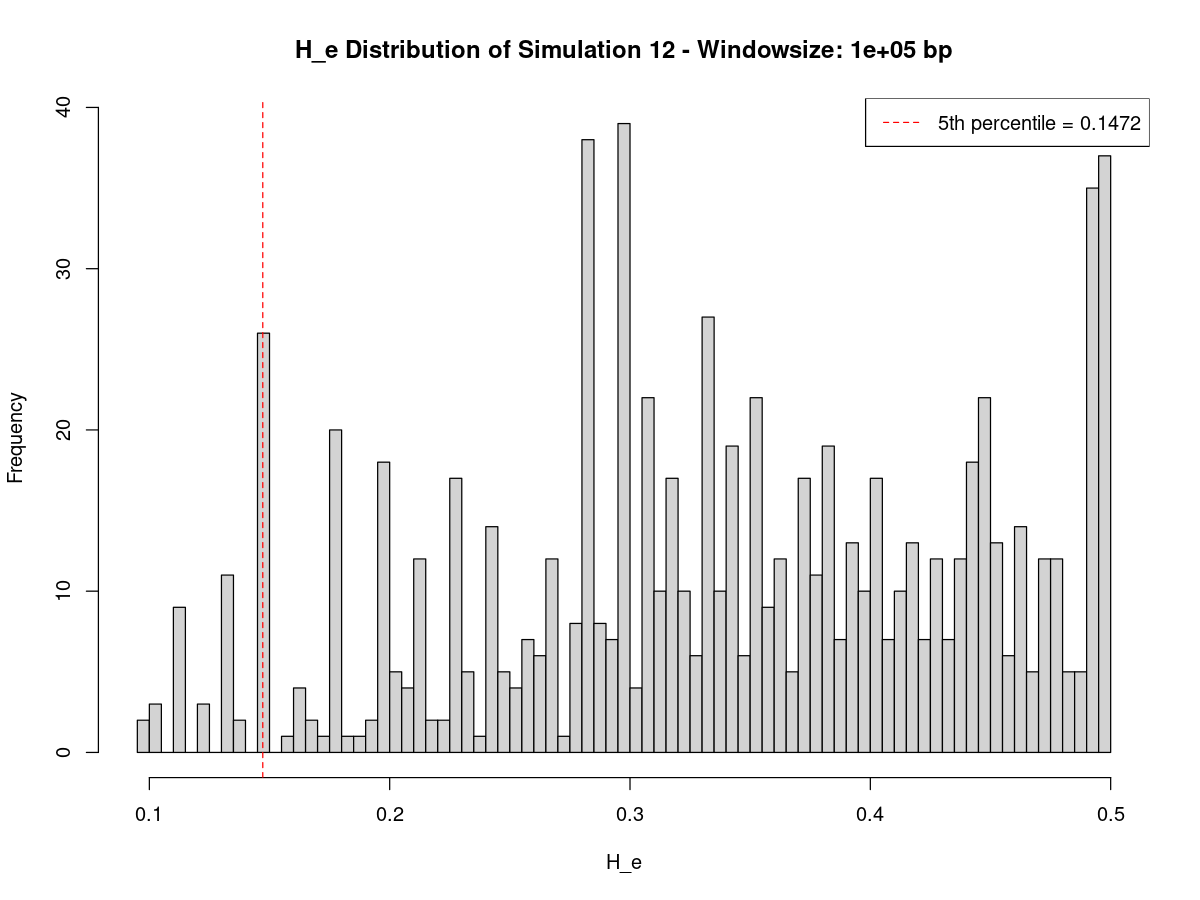 H_e Distribution of Simulation 12 - Windowsize: 1e+05 bp
5th percentile = 0.1472
Frequency
40
30
20
10
0
0.1 0.2 0.3 0.4 0.5
H_e